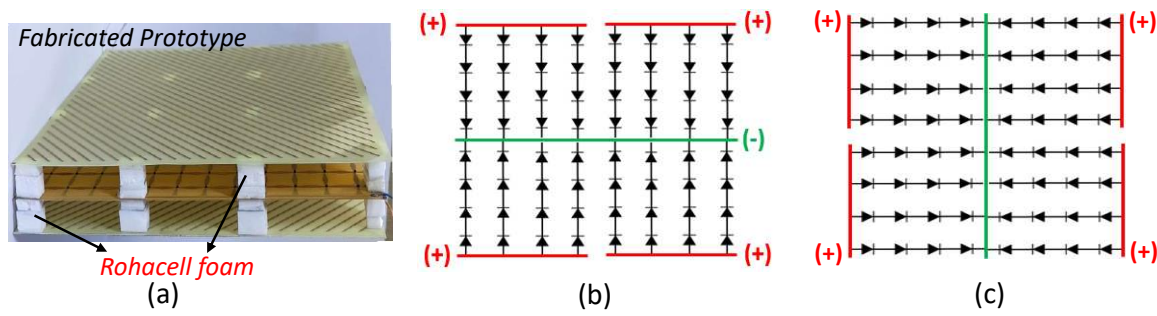 Fabricated Prototype
Rohacell foam
(a)
(+) (+)
(-)
(+) (+)
(b)
(+) (+)
(+) (+)
(c)